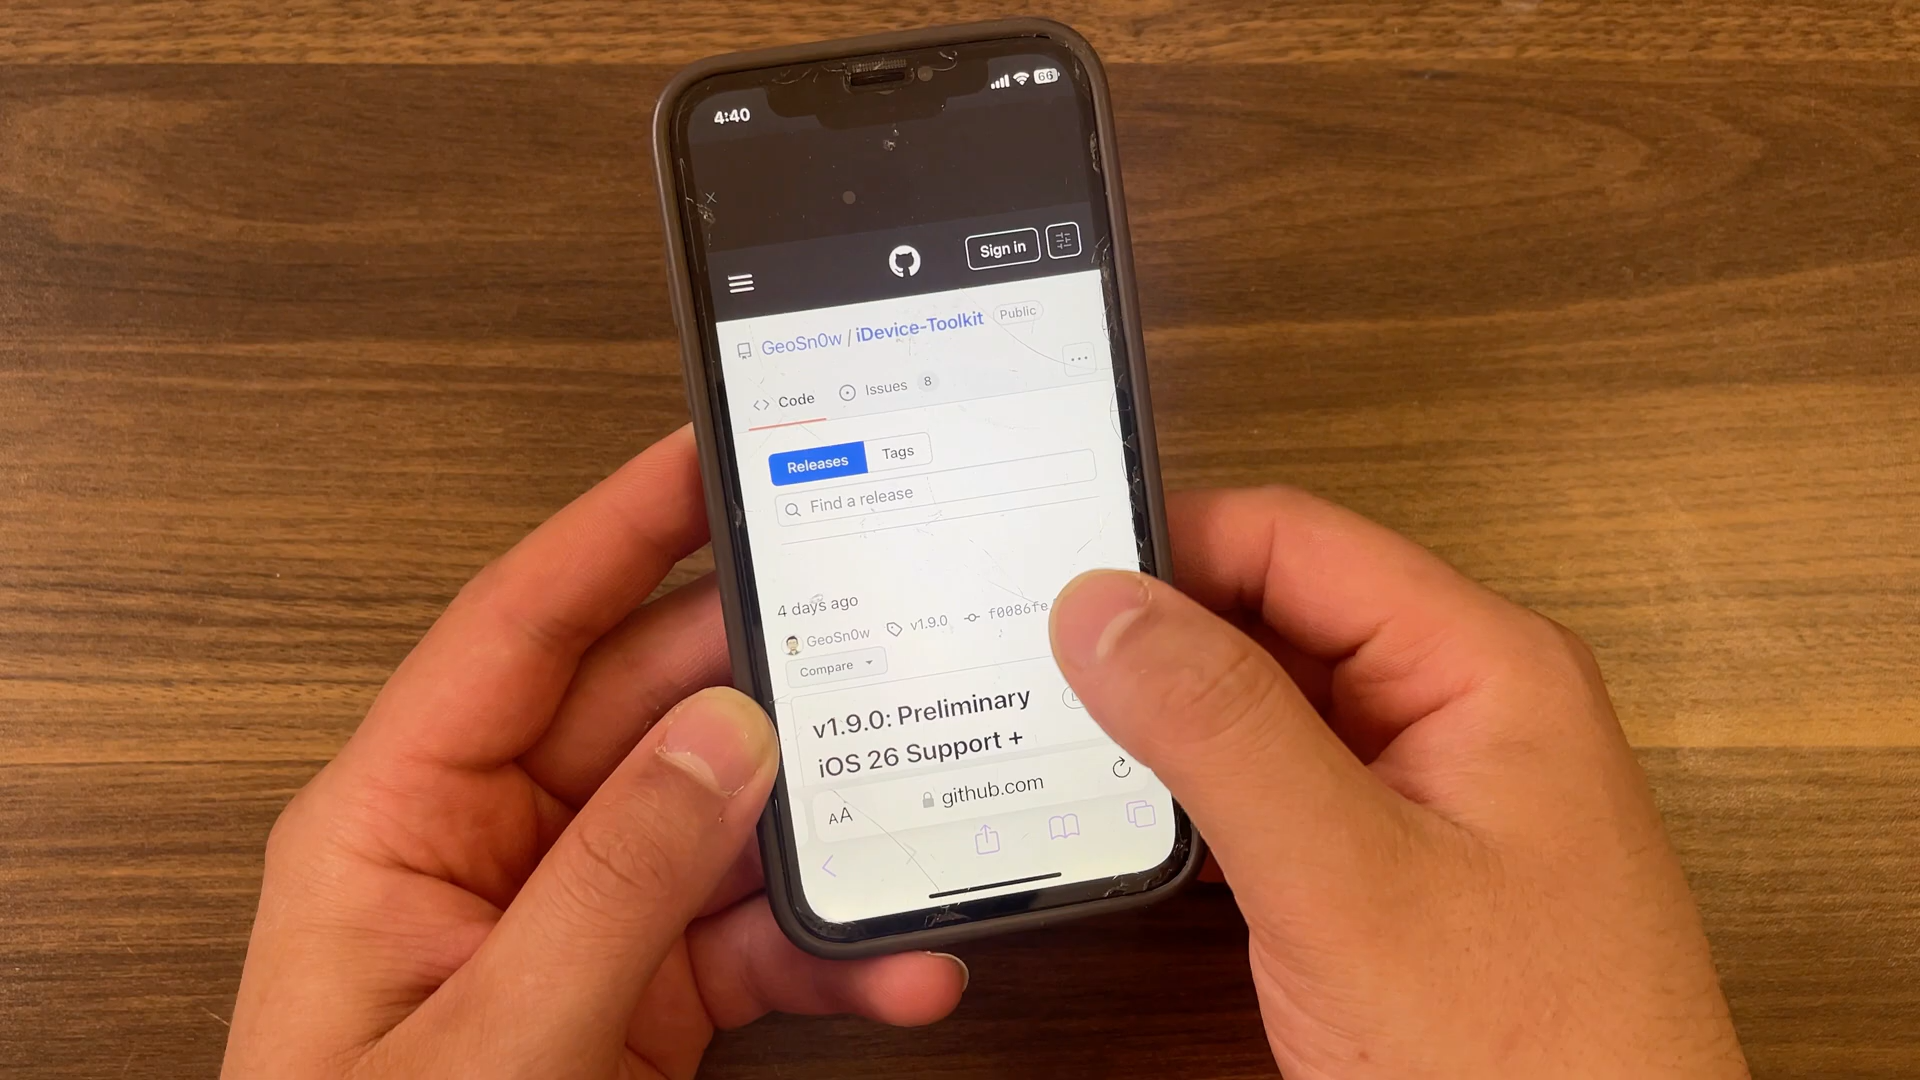 4:40
66
Sign in
GeoSn0w / iDevice-Toolkit Public
Code Issues 8
Releases Tags
Find a release
4 days ago
GeoSn0w v1.9.0 f0086fe
Compare
v1.9.0: Preliminary
iOS 26 Support +
AA github.com